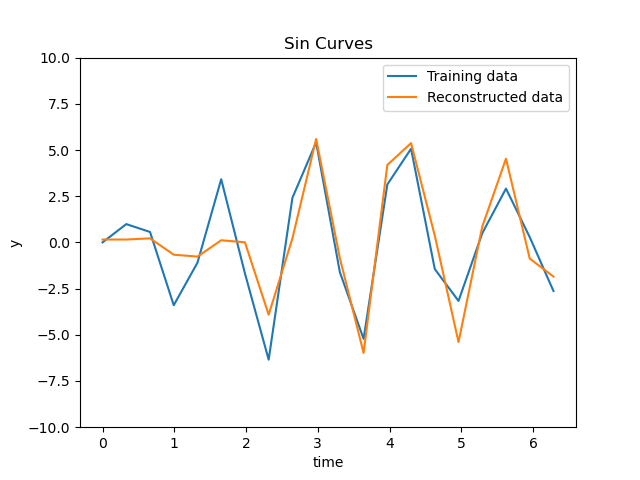 Sin Curves
Training data
Reconstructed data
10.0
7.5
5.0
2.5
0.0
−2.5
−5.0
−7.5
−10.0
y
0 1 2 3 4 5 6
time